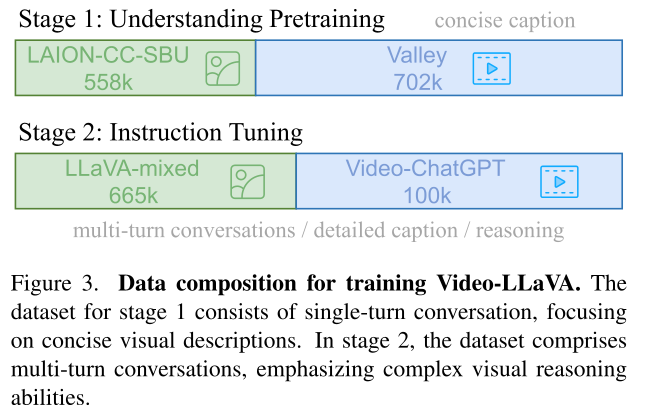 Stage 1: Understanding Pretraining concise caption
LAION-CC-SBU
558k
Valley
702k
Stage 2: Instruction Tuning
LLaVA-mixed
665k
Video-ChatGPT
100k
multi-turn conversations / detailed caption / reasoning
Figure 3. Data composition for training Video-LLaVA. The
dataset for stage 1 consists of single-turn conversation, focusing
on concise visual descriptions. In stage 2, the dataset comprises
multi-turn conversations, emphasizing complex visual reasoning
abilities.